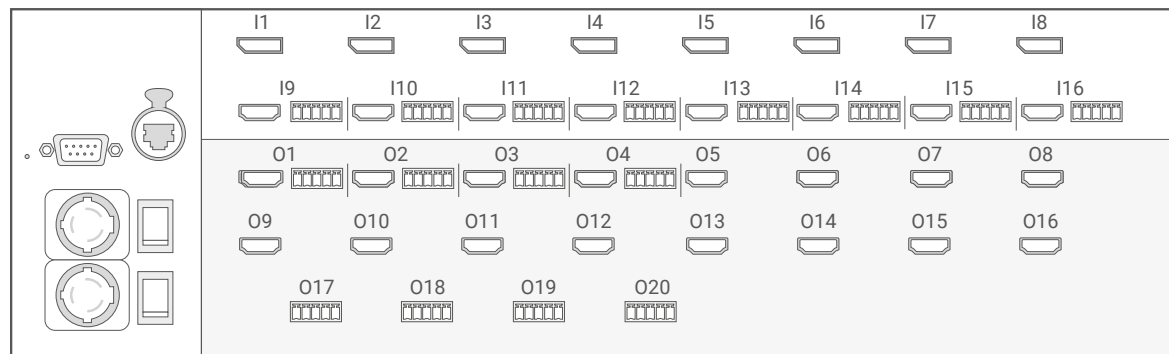 I1 I2 I3 I4 I5 I6 I7 I8
I9 I10 I11 I12 I13 I14 I15 I16
O1 O2 O3 O4 O5 O6 O7 O8
O9 O10 O11 O12 O13 O14 O15 O16
O17 O18 O19 O20